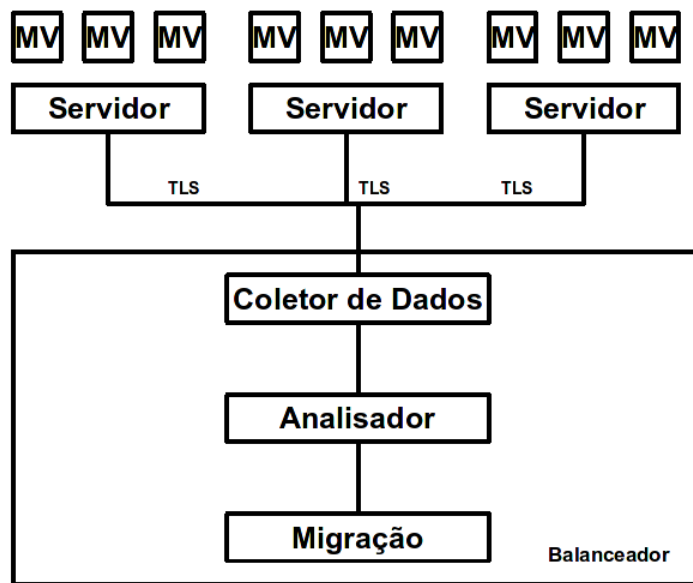 MV MV MV MV MV MV MV MV MV
Servidor Servidor Servidor
TLS TLS TLS
Coletor de Dados
Analisador
Migração
Balanceador